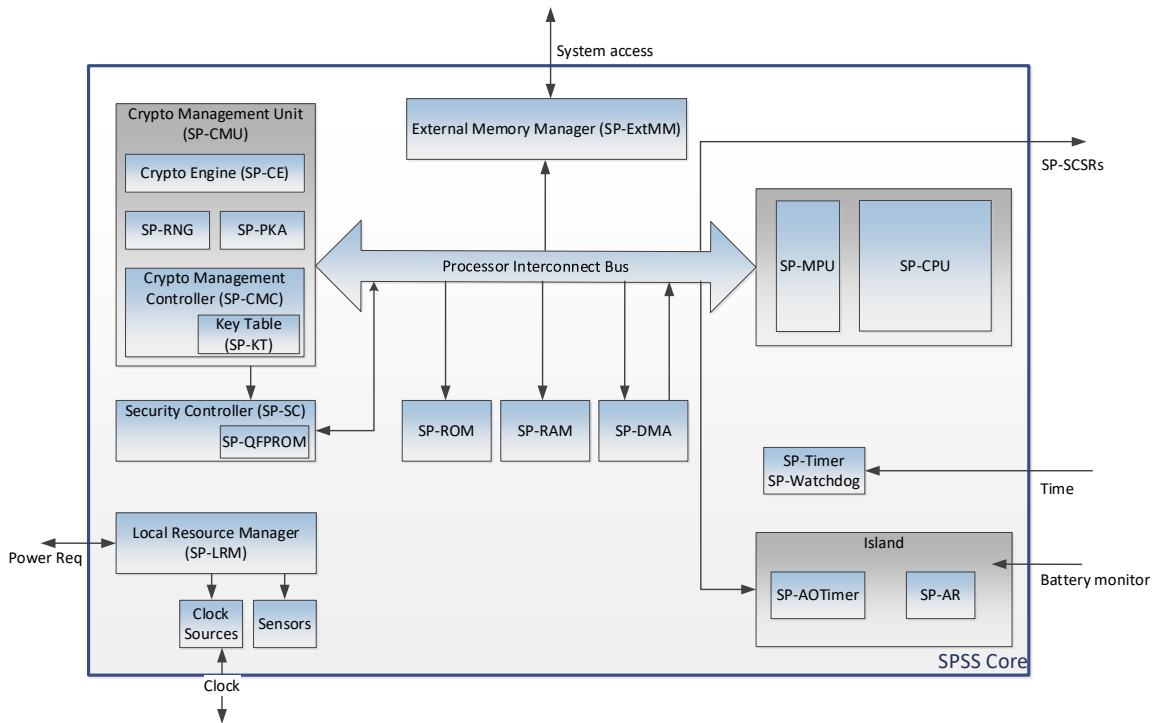 System access
Crypto Management Unit
(SP-CMU)
Crypto Engine (SP-CE)
SP-RNG
SP-PKA
Crypto Management
Controller (SP-CMC)
Key Table
(SP-KT)
External Memory Manager (SP-ExtMM)
SP-SCSRs
Processor Interconnect Bus
SP-MPU
SP-CPU
Security Controller (SP-SC)
SP-QFPROM
SP-ROM
SP-RAM
SP-DMA
SP-Timer
SP-Watchdog
Time
Local Resource Manager
(SP-LRM)
Power Req
Clock
Sources
Sensors
Clock
Island
SP-AOTimer
SP-AR
Battery monitor
SPSS Core